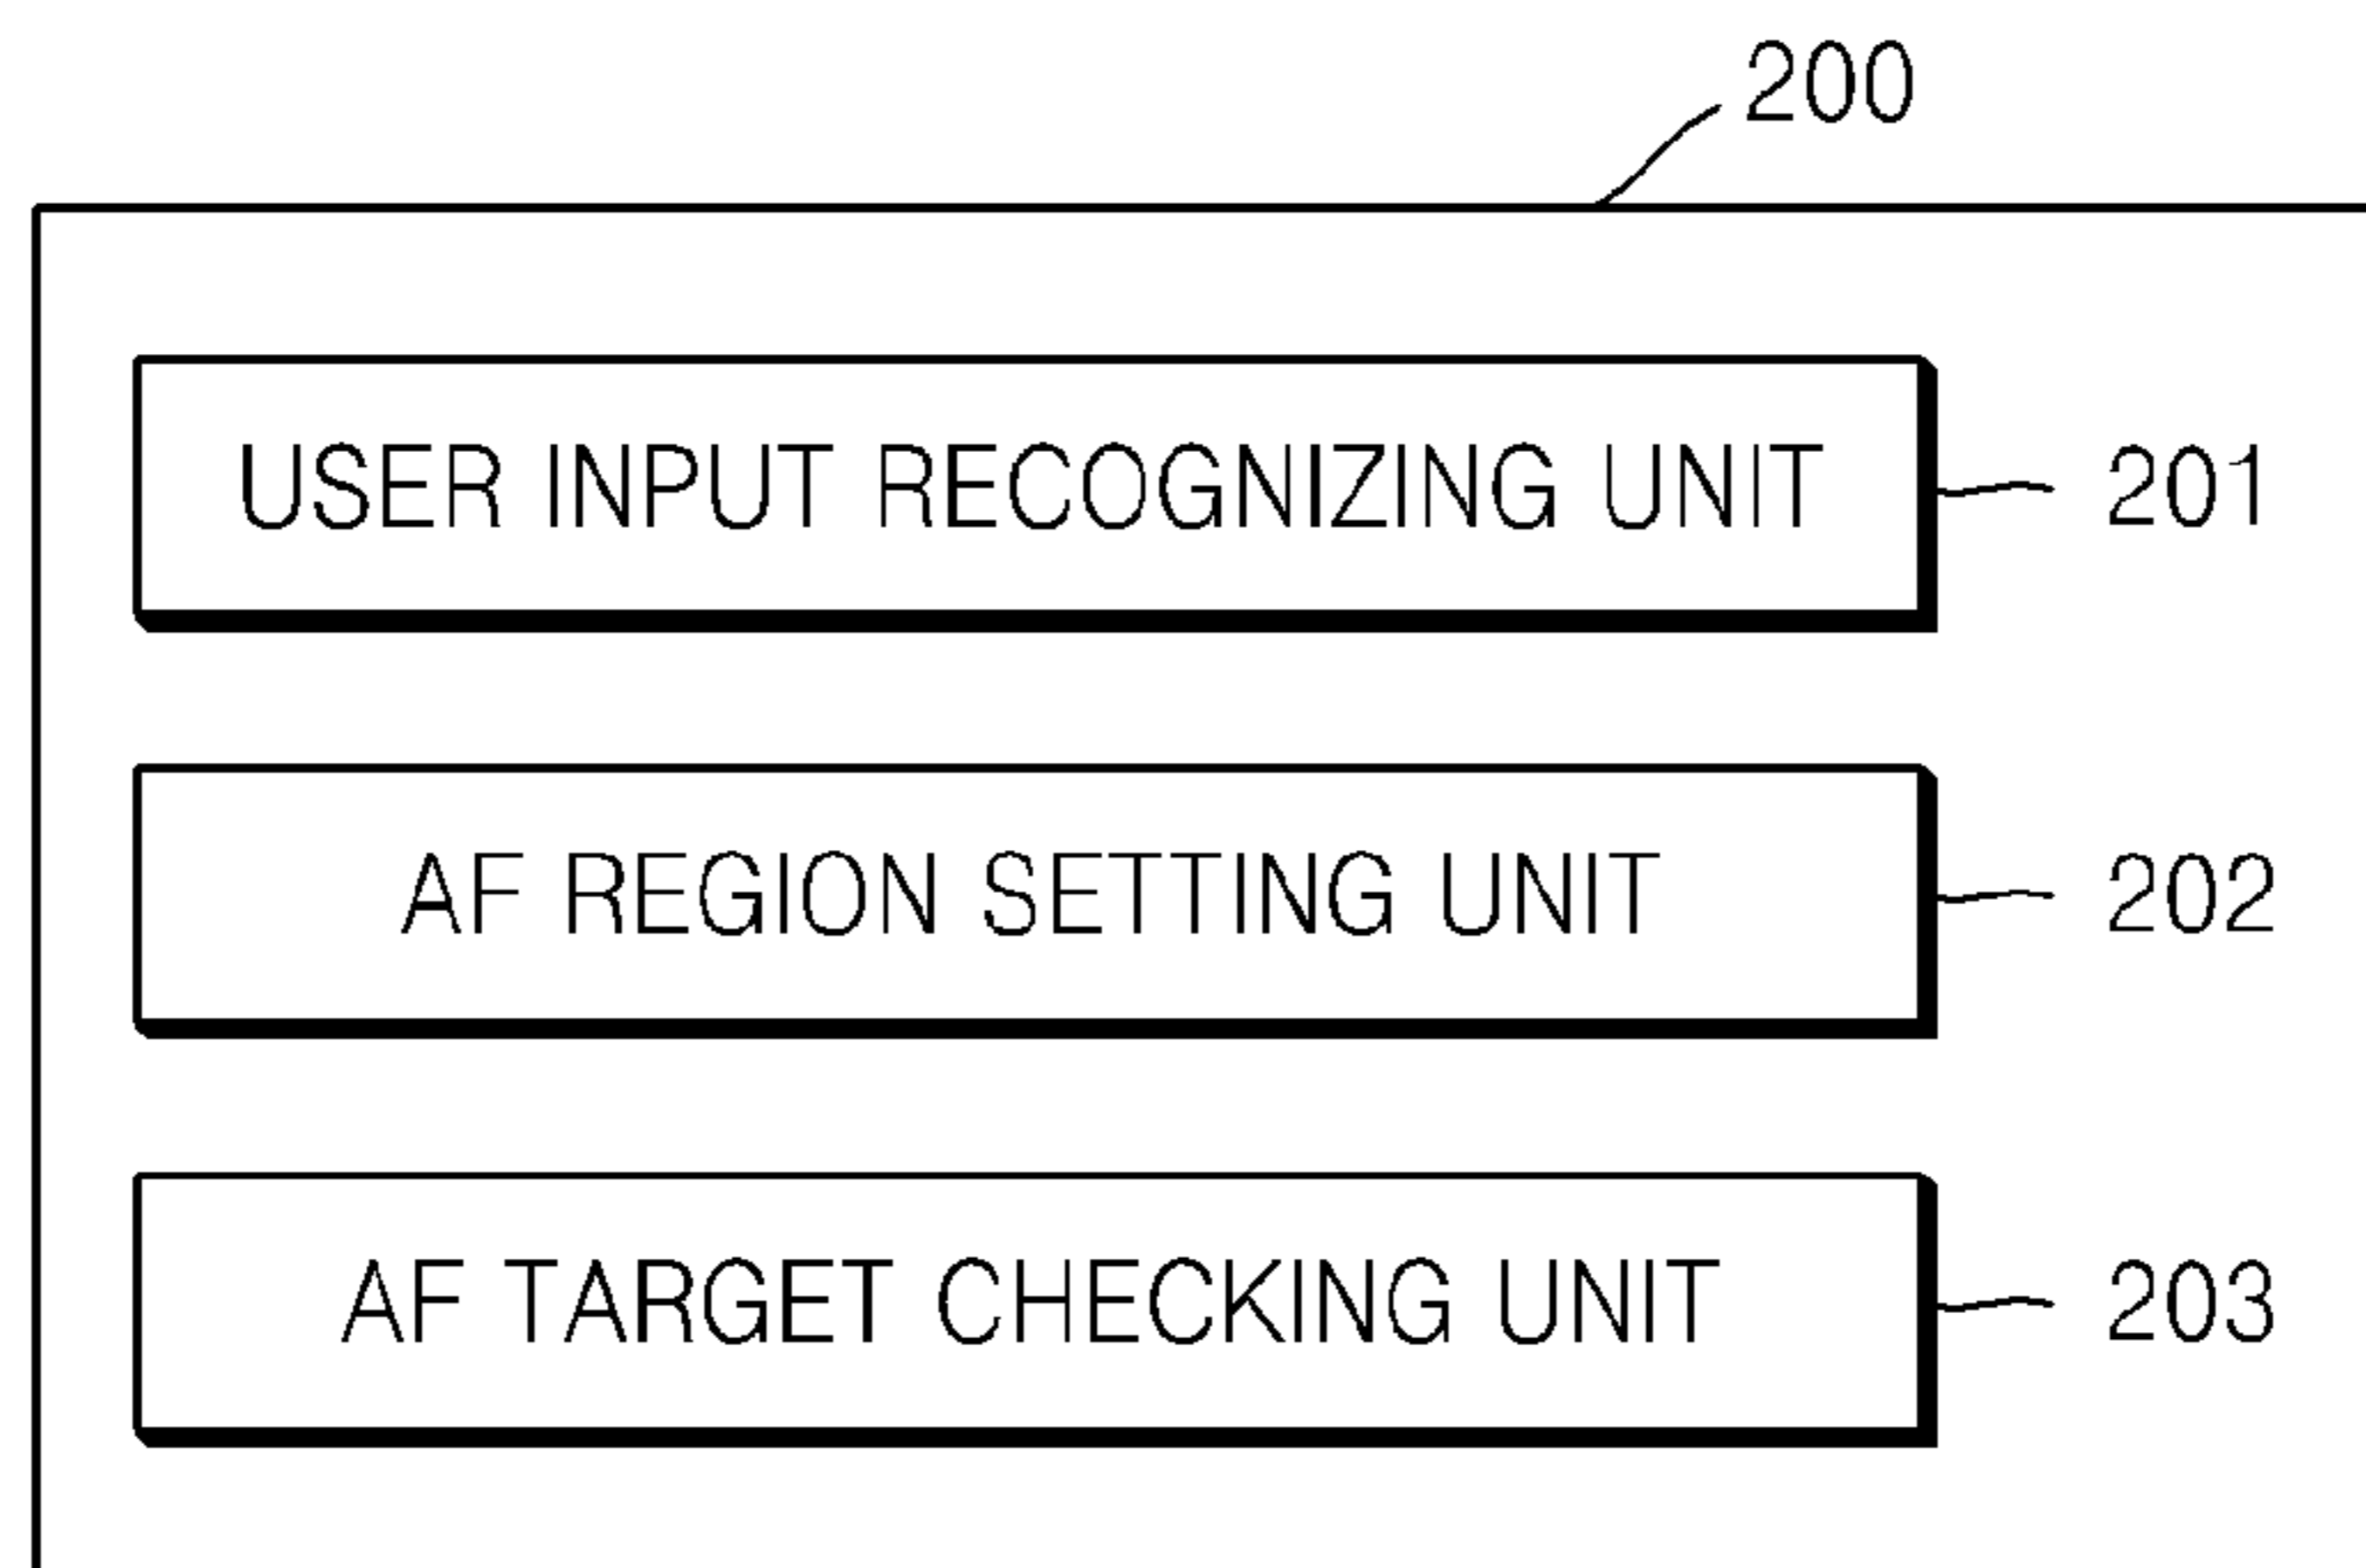 200
USER INPUT RECOGNIZING UNIT 201
AF REGION SETTING UNIT 202
AF TARGET CHECKING UNIT 203